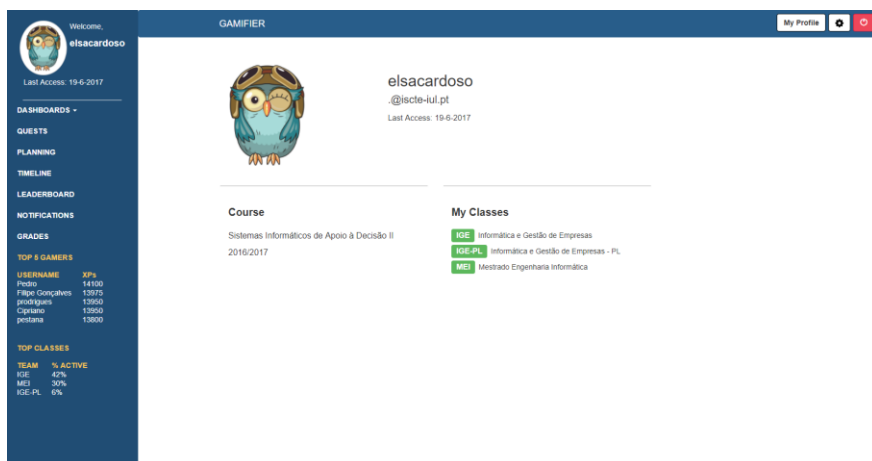 Welcome,
elsacardoso
Last Access: 19-6-2017
DASHBOARDS
QUESTS
PLANNING
TIMELINE
LEADERBOARD
NOTIFICATIONS
GRADES
TOP 5 GAMERS
USERNAME XPs
Pedro 14100
Filipe Gonçalves 13975
prodrigues 13950
Cipriano 13950
pestana 13800
TOP CLASSES
TEAM % ACTIVE
IGE 42%
MEI 30%
IGE-PL 6%
GAMIFIER
My Profile
elsacardoso
.@iscte-iul.pt
Last Access: 19-6-2017
Course
Sistemas Informáticos de Apoio à Decisão II
2016/2017
My Classes
IGE Informática e Gestão de Empresas
IGE-PL Informática e Gestão de Empresas - PL
MEI Mestrado Engenharia Informática